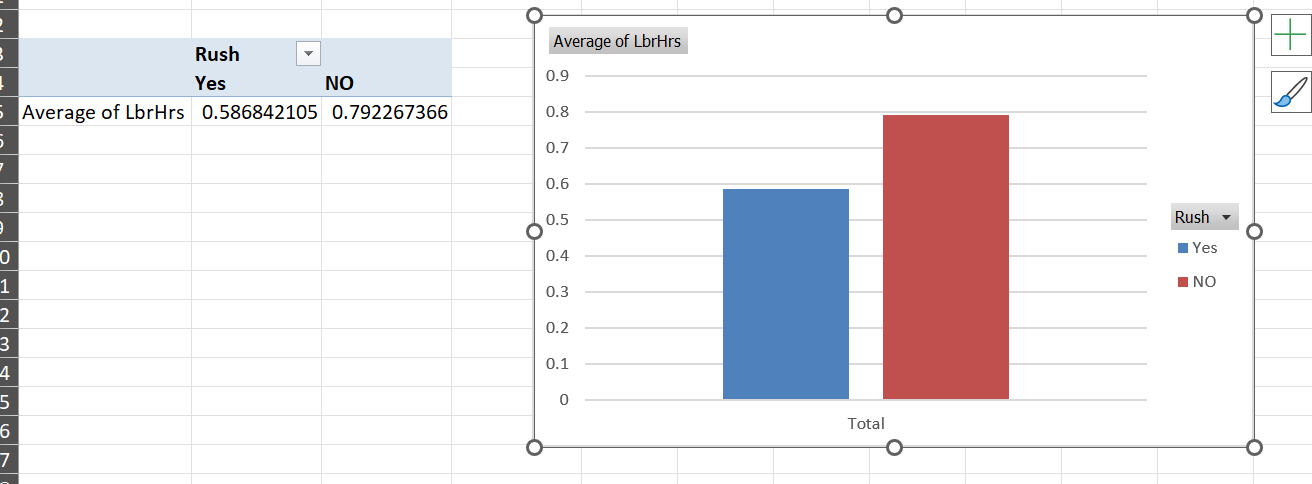 Rush
Yes NO
Average of LbrHrs 0.586842105 0.792267366
Average of LbrHrs
0.9
0.8
0.7
0.6
0.5
0.4
0.3
0.2
0.1
0
Total
Rush
Yes
NO